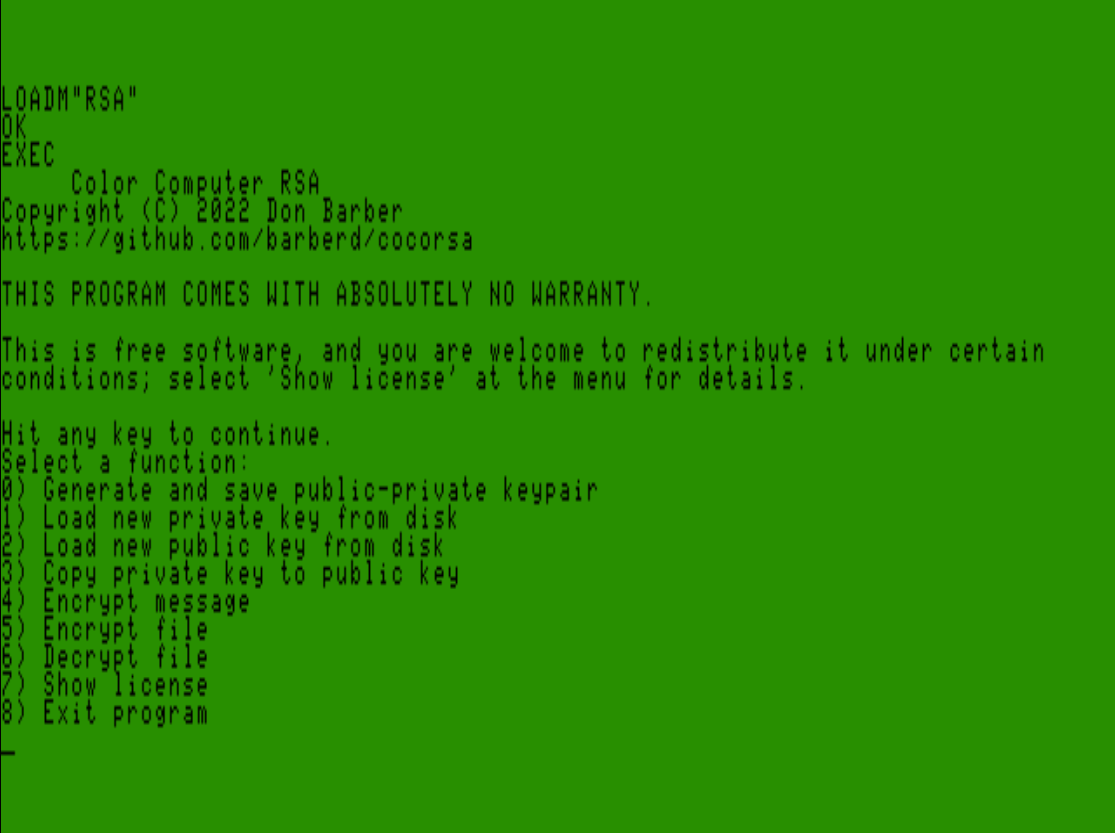 LOADM"RSA"
OK
EXEC
Color Computer RSA
Copyright (C) 2022 Don Barber
https://github.com/barberd/cocorsa
THIS PROGRAM COMES WITH ABSOLUTELY NO WARRANTY.
This is free software, and you are welcome to redistribute it under certain
conditions; select 'Show license' at the menu for details.
Hit any key to continue.
Select a function:
0) Generate and save public-private keypair
1) Load new private key from disk
2) Load new public key from disk
3) Copy private key to public key
4) Encrypt message
5) Encrypt file
6) Decrypt file
7) Show license
8) Exit program